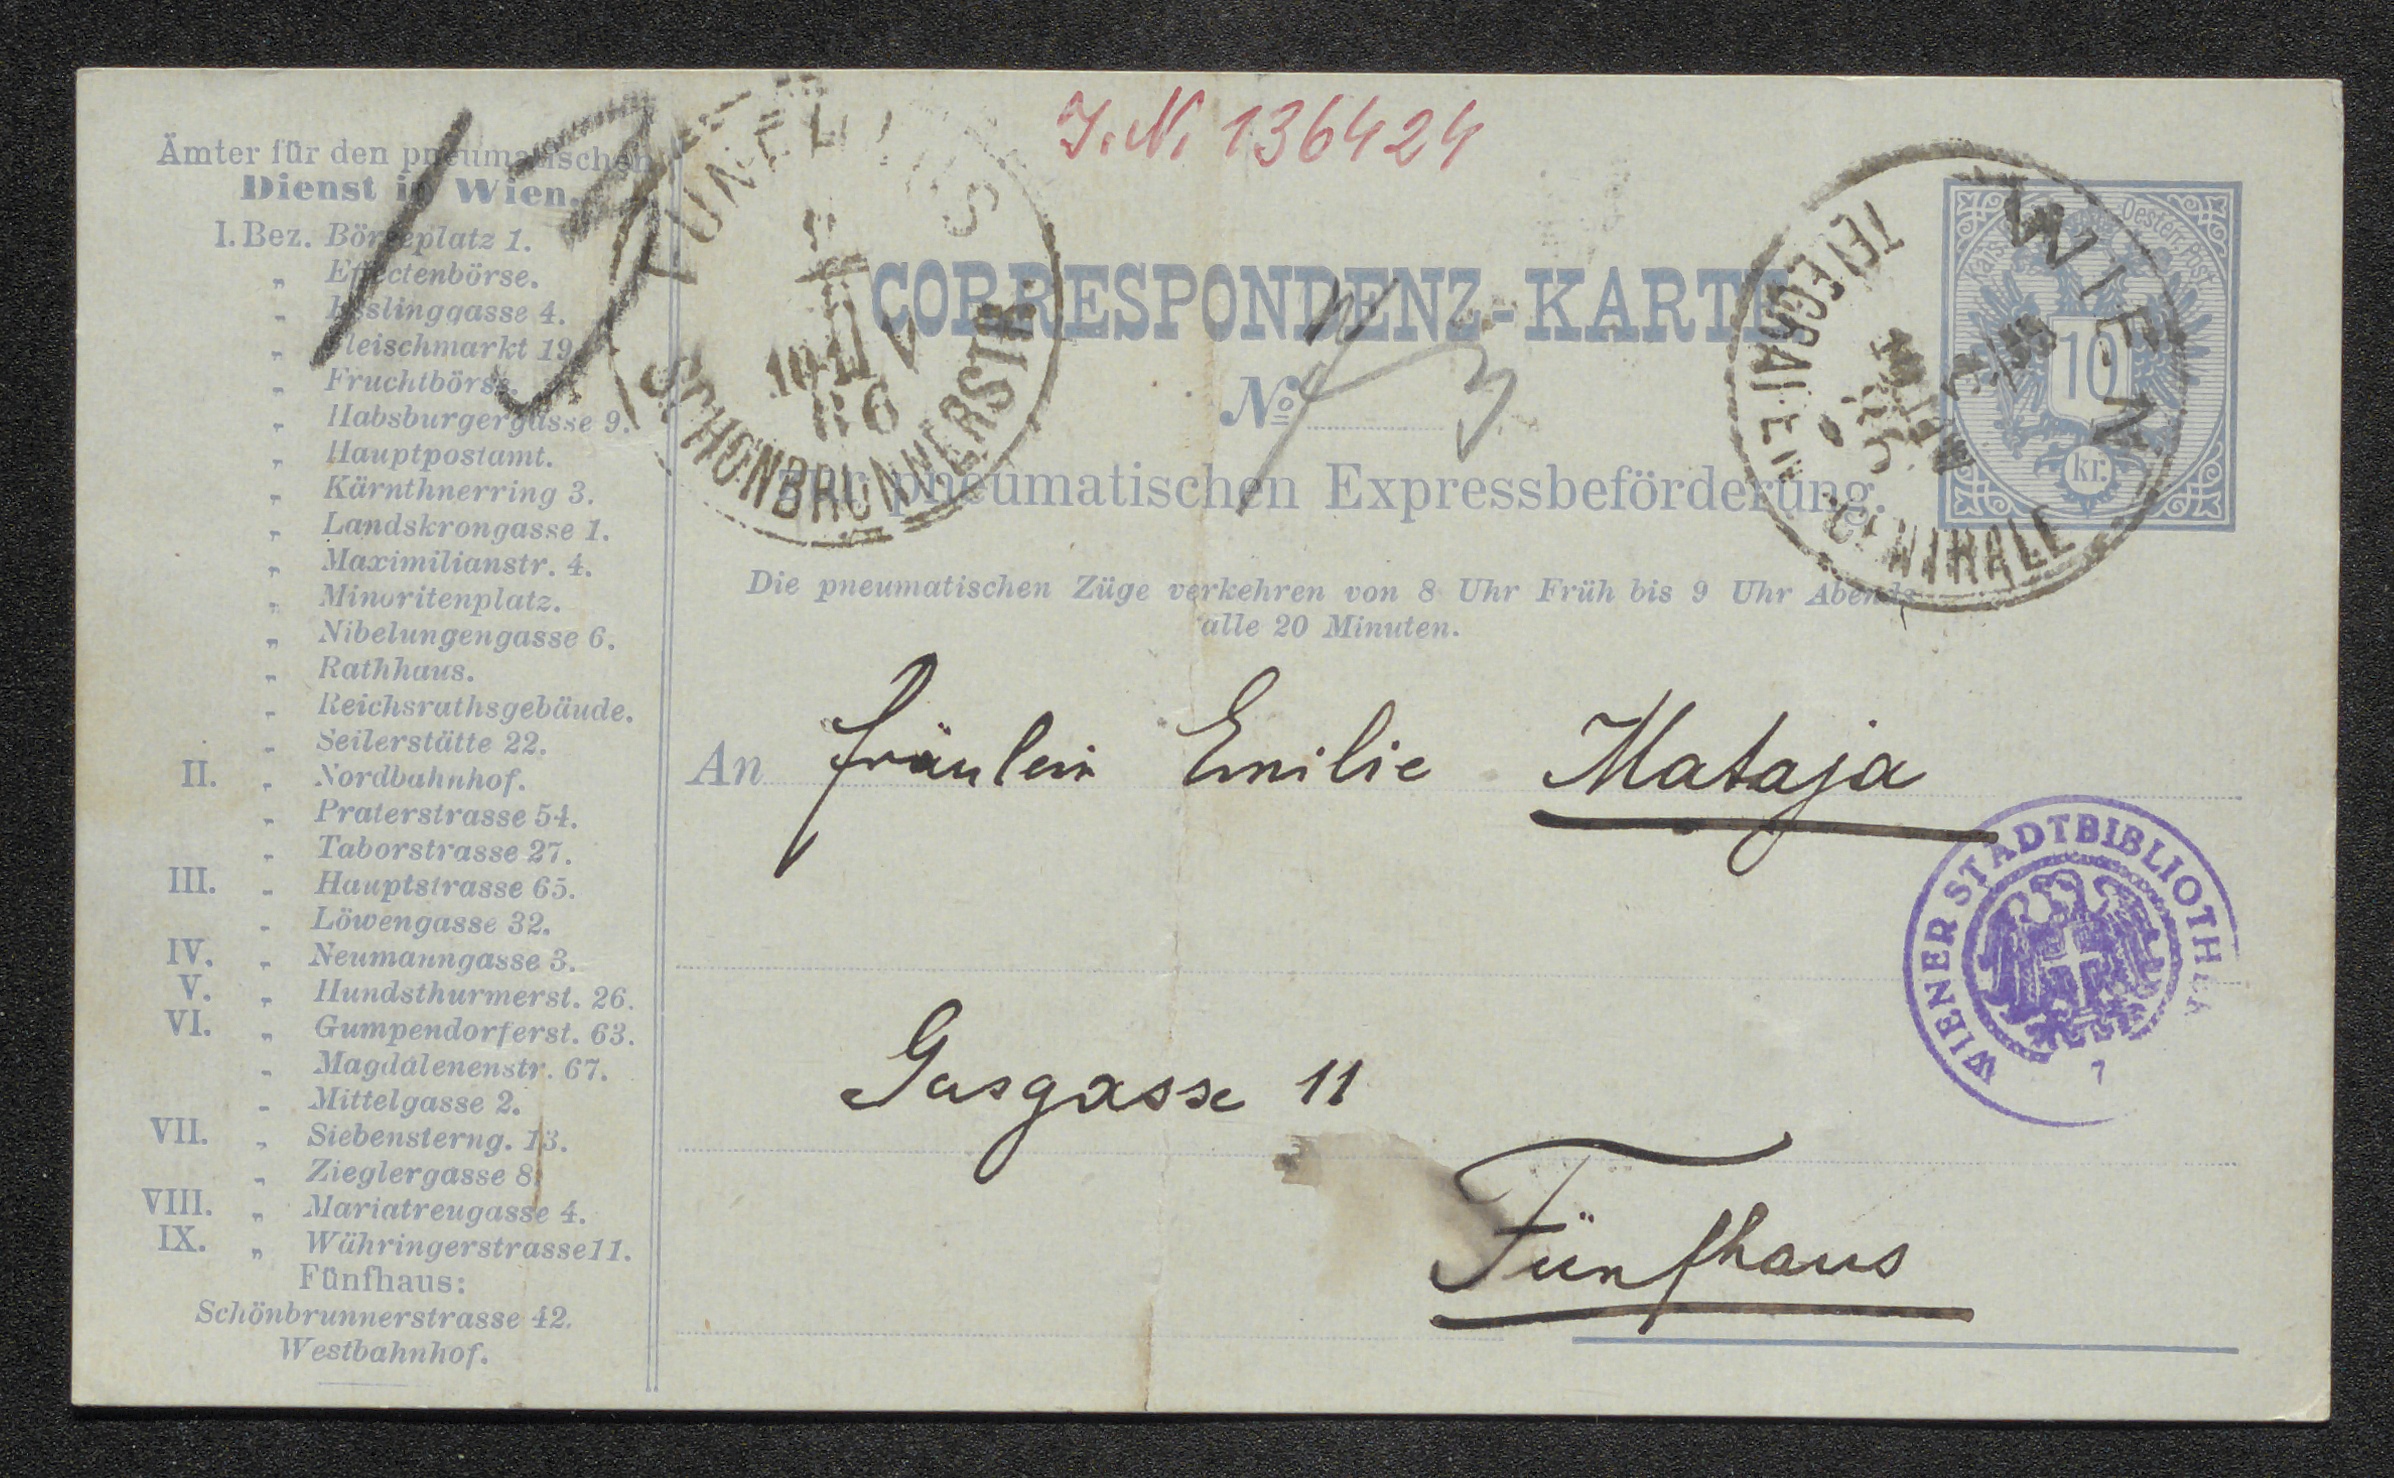 J. N. 136424
Ämter für den pneumatischen
Dienst in Wien.
I. Bez. Börseplatz 1.
„ Effectenbörse.
„ Esslinggasse 4.
„ Fleischmarkt 19.
„ Fruchtbörse.
„ Habsburgergasse 9.
„ Hauptpostamt.
„ Kärnthnerring 3.
„ Landskrongasse 1.
„ Maximilianstr. 4.
„ Minoritenplatz.
„ Nibelungengasse 6.
„ Rathhaus.
„ Reichsrathsgebäude.
„ Seilerstätte 22.
II. „ Nordbahnhof.
„ Praterstrasse 54.
„ Taborstrasse 27.
III. „ Hauptstrasse 65.
„ Löwengasse 32.
IV. „ Neumanngasse 3.
V. „ Hundsthurmerst. 26.
VI. „ Gumpendorferst. 63.
„ Magdalenenstr. 67.
„ Mittelgasse 2.
VII. „ Siebensterng. 13.
„ Zieglergasse 8.
VIII. „ Mariatreugasse 4.
IX. „ Währingerstrasse 11.
Fünfhaus:
Schönbrunnerstrasse 42.
Westbahnhof.
13
FÜNFHAUS
SCHÖNBRUNNERSTR
CORRESPONDENZ-KARTE
No
Zur pneumatischen Expressbeförderung.
Die pneumatischen Züge verkehren von 8 Uhr Früh bis 9 Uhr Abends
alle 20 Minuten.
WIEN
TELEGRAFEN CENTRALE
Kais. Oesterr. Post
10
kr.
An Fräulein Emilie Mataja
Gasgasse 11
Fünfhaus
WIENER STADTBIBLIOTHEK